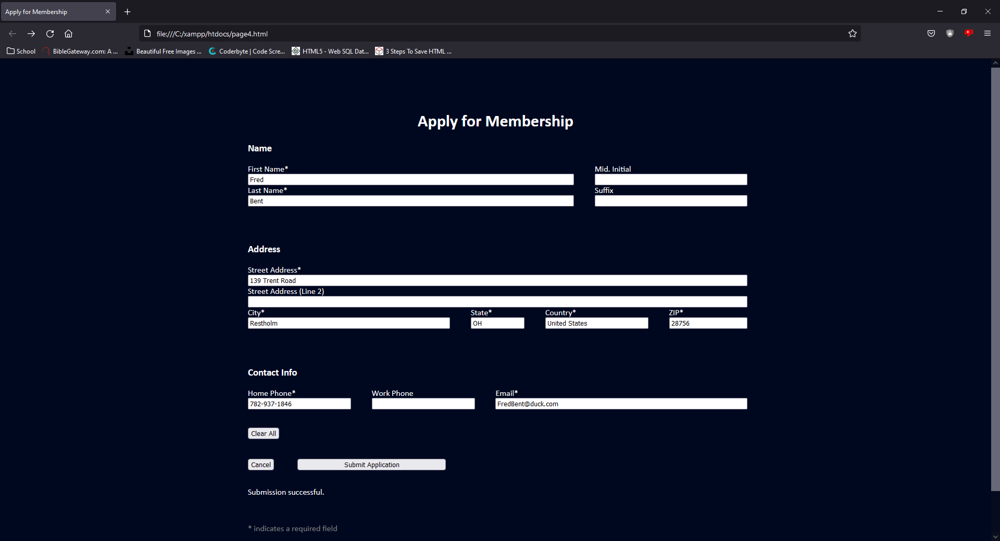 Apply for Membership
file:///C:/xampp/htdocs/page4.html
School BibleGateway.com: A ... Beautiful Free Images ... Coderbyte | Code Scre... HTML5 - Web SQL Dat... 3 Steps To Save HTML ...
Apply for Membership
Name
First Name* Mid. Initial
Fred
Last Name* Suffix
Bent
Address
Street Address*
139 Trent Road
Street Address (Line 2)
City* State* Country* ZIP*
Restholm OH United States 28756
Contact Info
Home Phone* Work Phone Email*
782-937-1846 FredBent@duck.com
Clear All
Cancel Submit Application
Submission successful.
* indicates a required field